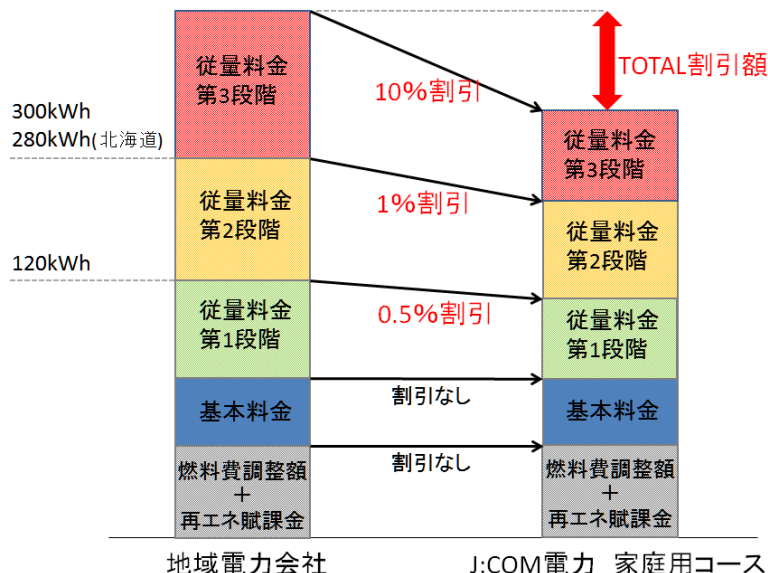 従量料金
第3段階
300kWh
280kWh(北海道)
10%割引
TOTAL割引額
従量料金
第3段階
従量料金
第2段階
1%割引
従量料金
第2段階
120kWh
従量料金
第1段階
0.5%割引
従量料金
第1段階
基本料金
割引なし
基本料金
燃料費調整額
+
再エネ賦課金
割引なし
燃料費調整額
+
再エネ賦課金
地域電力会社
J:COM電力 家庭用コース